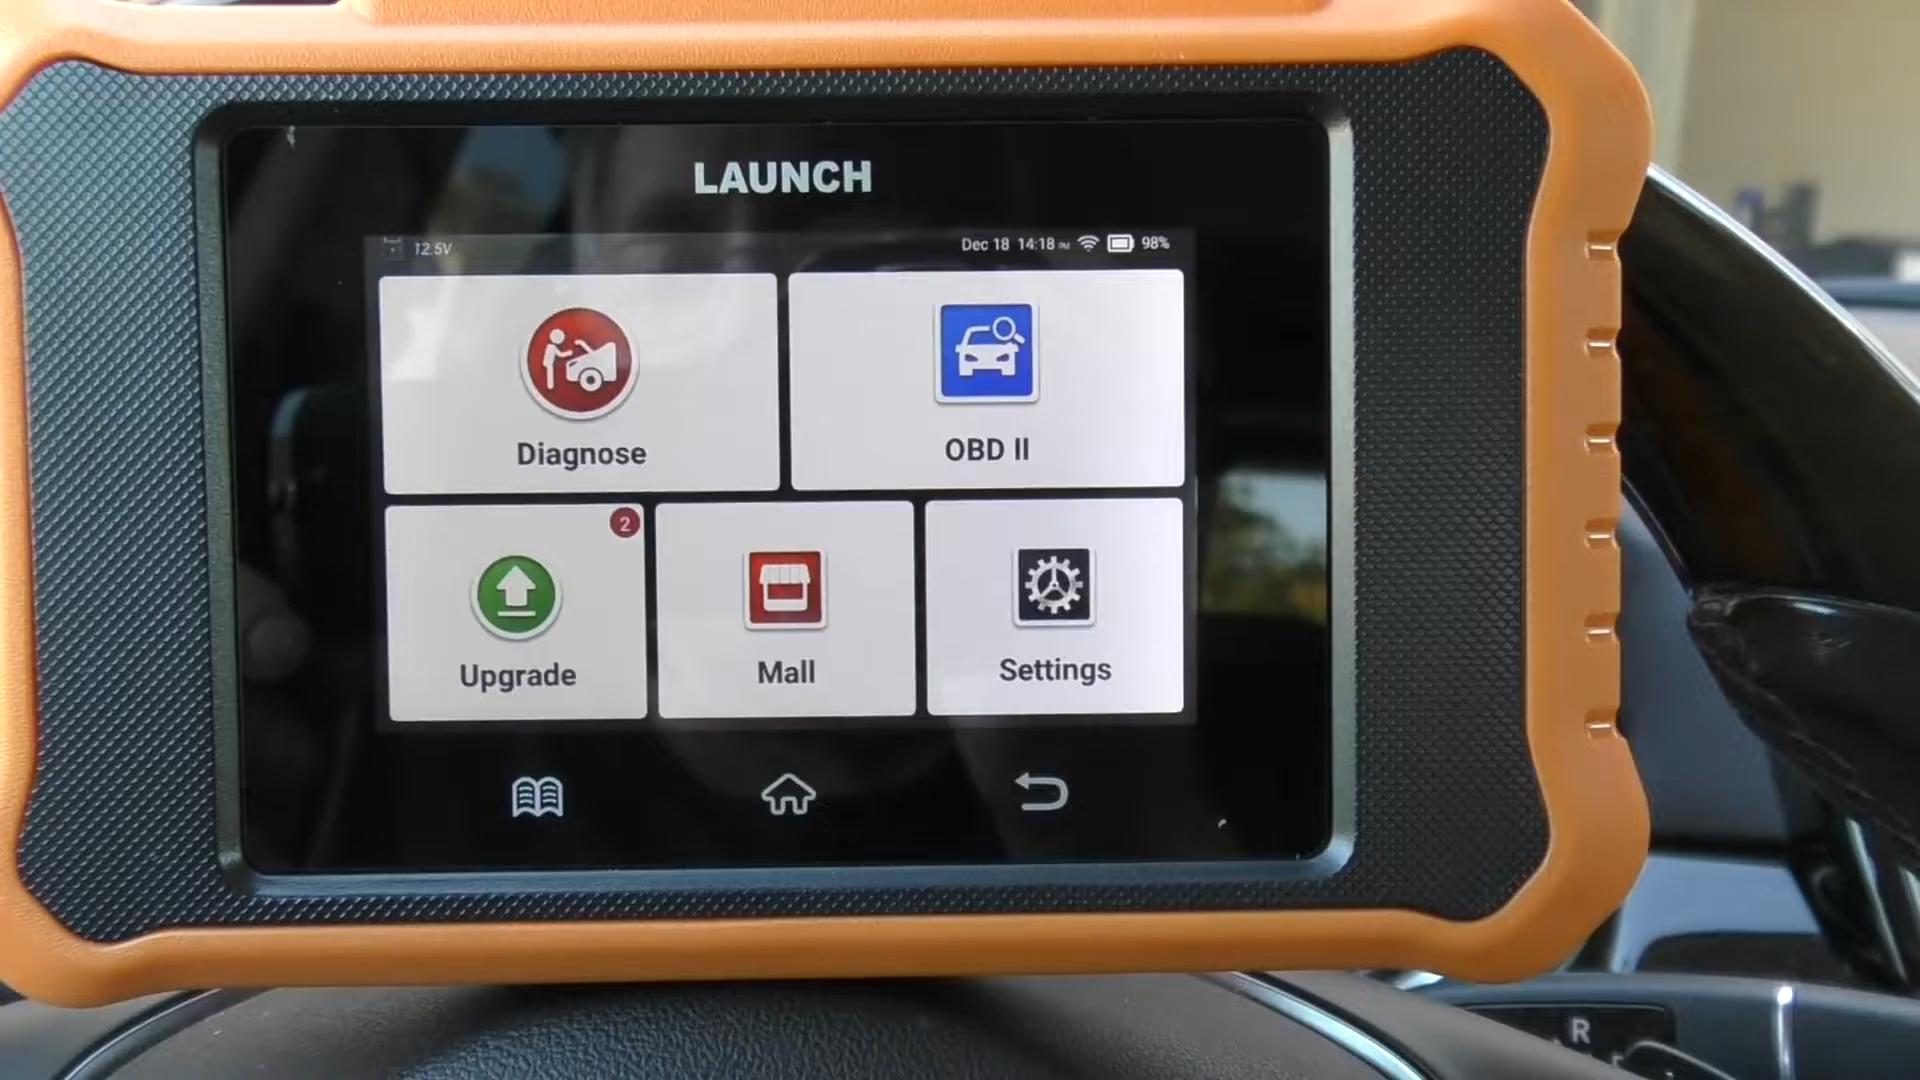 LAUNCH
12.5V
Dec 18 14:18 98%
Diagnose
OBD II
2
Upgrade
Mall
Settings
R